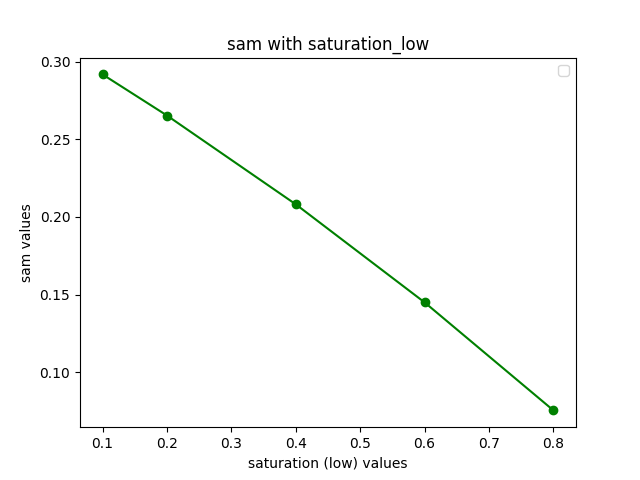 sam with saturation_low
0.30
0.25
0.20
0.15
0.10
sam values
0.1 0.2 0.3 0.4 0.5 0.6 0.7 0.8
saturation (low) values